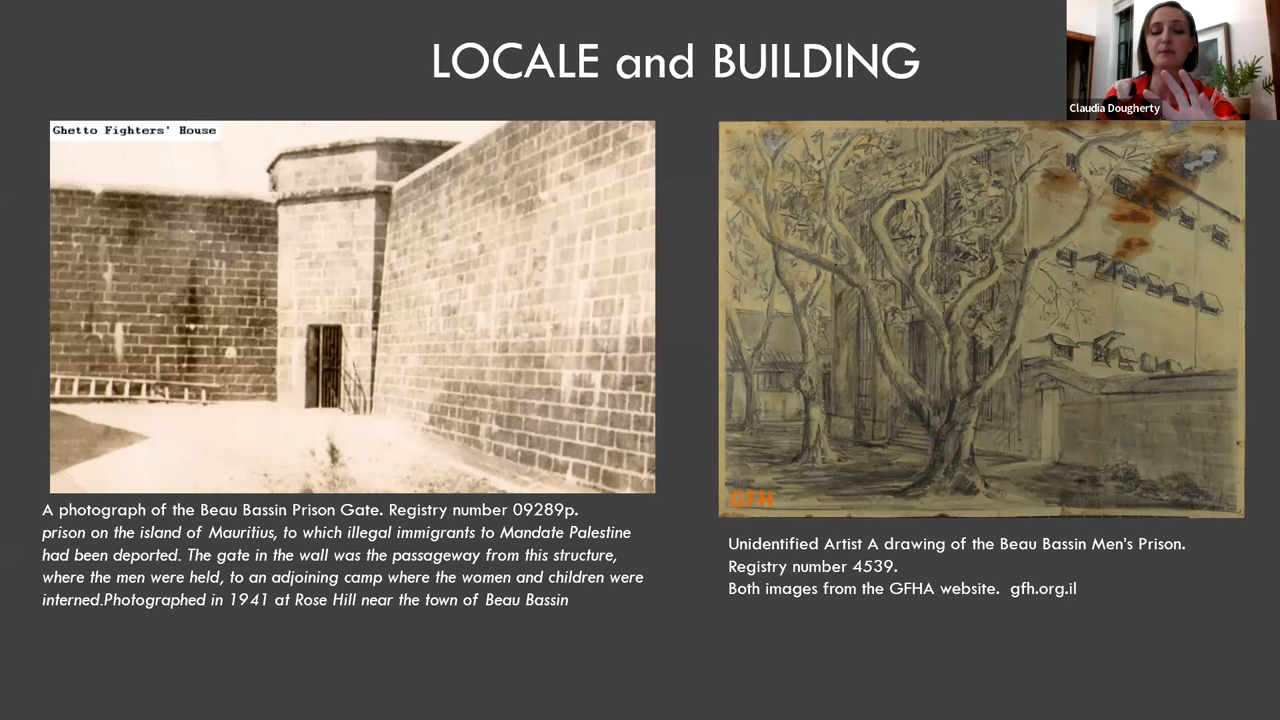 LOCALE and BUILDING
Claudia Dougherty
Ghetto Fighters' House
GFH
A photograph of the Beau Bassin Prison Gate. Registry number 09289p.
prison on the island of Mauritius, to which illegal immigrants to Mandate Palestine
had been deported. The gate in the wall was the passageway from this structure,
where the men were held, to an adjoining camp where the women and children were
interned.Photographed in 1941 at Rose Hill near the town of Beau Bassin
Unidentified Artist A drawing of the Beau Bassin Men's Prison.
Registry number 4539.
Both images from the GFHA website. gfh.org.il